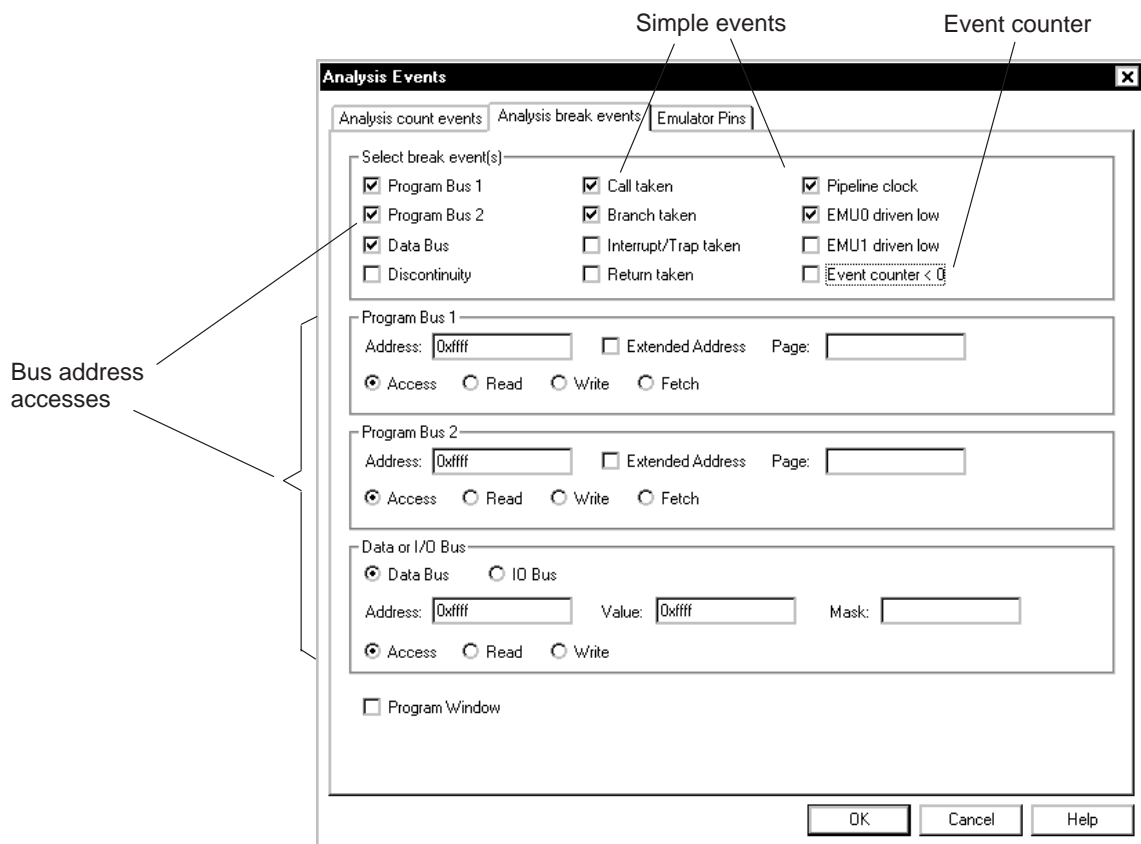 Simple events
Event counter
Analysis Events
Analysis count events
Analysis break events
Emulator Pins
Select break event(s)
Program Bus 1
Call taken
Pipeline clock
Program Bus 2
Branch taken
EMU0 driven low
Data Bus
Interrupt/Trap taken
EMU1 driven low
Discontinuity
Return taken
Event counter < 0
Bus address
accesses
Program Bus 1
Address: 0xffff Extended Address Page:
Access Read Write Fetch
Program Bus 2
Address: 0xffff Extended Address Page:
Access Read Write Fetch
Data or I/O Bus
Data Bus IO Bus
Address: 0xffff Value: 0xffff Mask:
Access Read Write
Program Window
OK Cancel Help